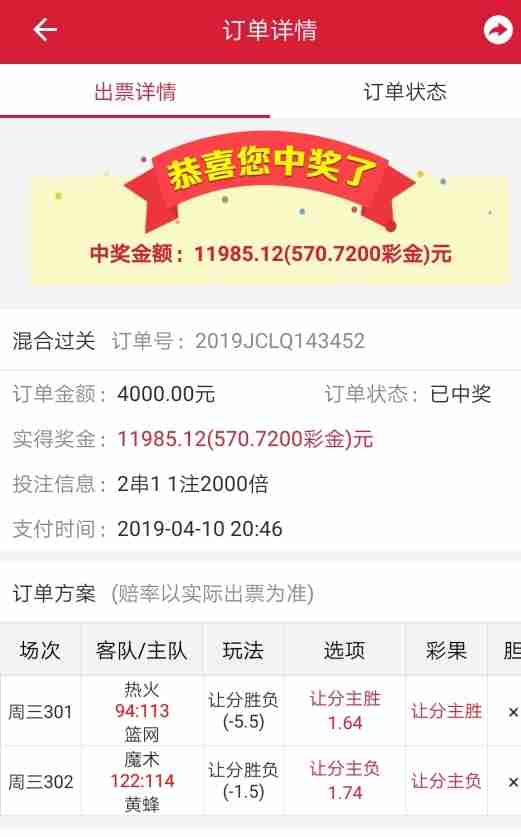 订单详情
出票详情 订单状态
恭喜您中奖了
中奖金额：11985.12(570.7200彩金)元
混合过关 订单号：2019JCLQ143452
订单金额：4000.00元 订单状态：已中奖
实得奖金：11985.12(570.7200彩金)元
投注信息：2串1 1注2000倍
支付时间：2019-04-10 20:46
订单方案 (赔率以实际出票为准)
场次 客队/主队 玩法 选项 彩果 胆
周三301 热火 94:113 篮网 让分胜负 (-5.5) 让分主胜 1.64 让分主胜 ×
周三302 魔术 122:114 黄蜂 让分胜负 (-1.5) 让分主负 1.74 让分主负 ×